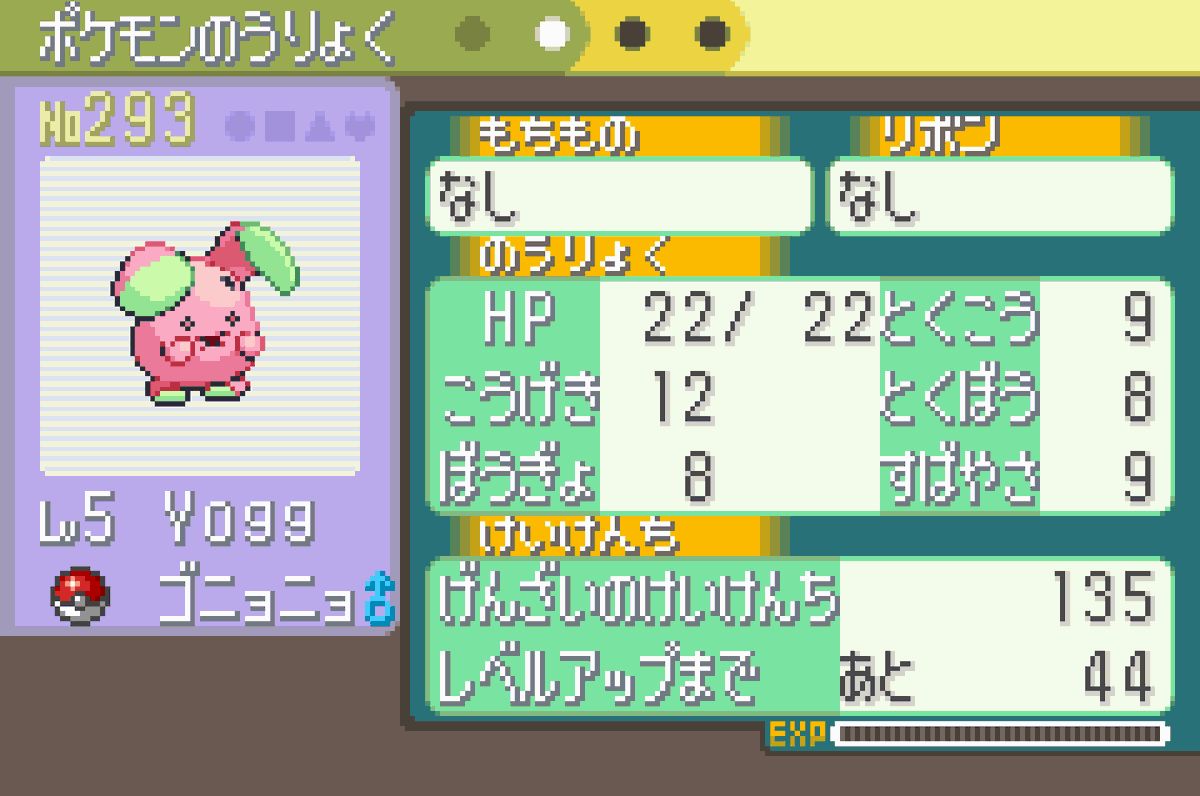 ポケモンのうりょく
№293
もちもの リボン
なし なし
のうりょく
HP 22/ 22 とくこう 9
こうげき 12 とくぼう 8
ぼうぎょ 8 すばやさ 9
Lv5 Yogg
ゴニョニョ♂
けいけんち
げんざいのけいけんち 135
レベルアップまで あと 44
EXP